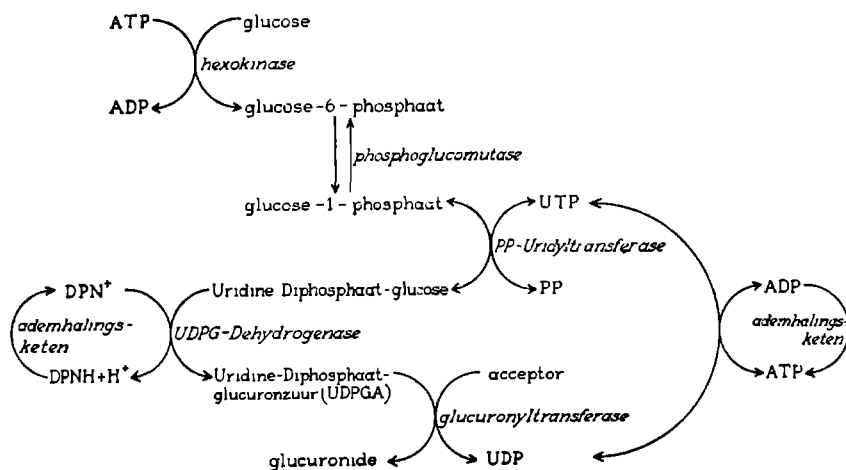 ATP glucose
hexokinase
ADP glucose-6-phosphaat
phosphoglucomutase
glucose-1-phosphaat UTP
PP-Uridyltransferase
DPN+ Uridine Diphosphaat-glucose PP ADP
ademhalings-
keten
UDPG-Dehydrogenase
ademhalings-
keten
DPNH+H+ Uridine-Diphosphaat-
glucuronzuur (UDPGA)
acceptor ATP
glucuronyltransferase
glucuronide UDP